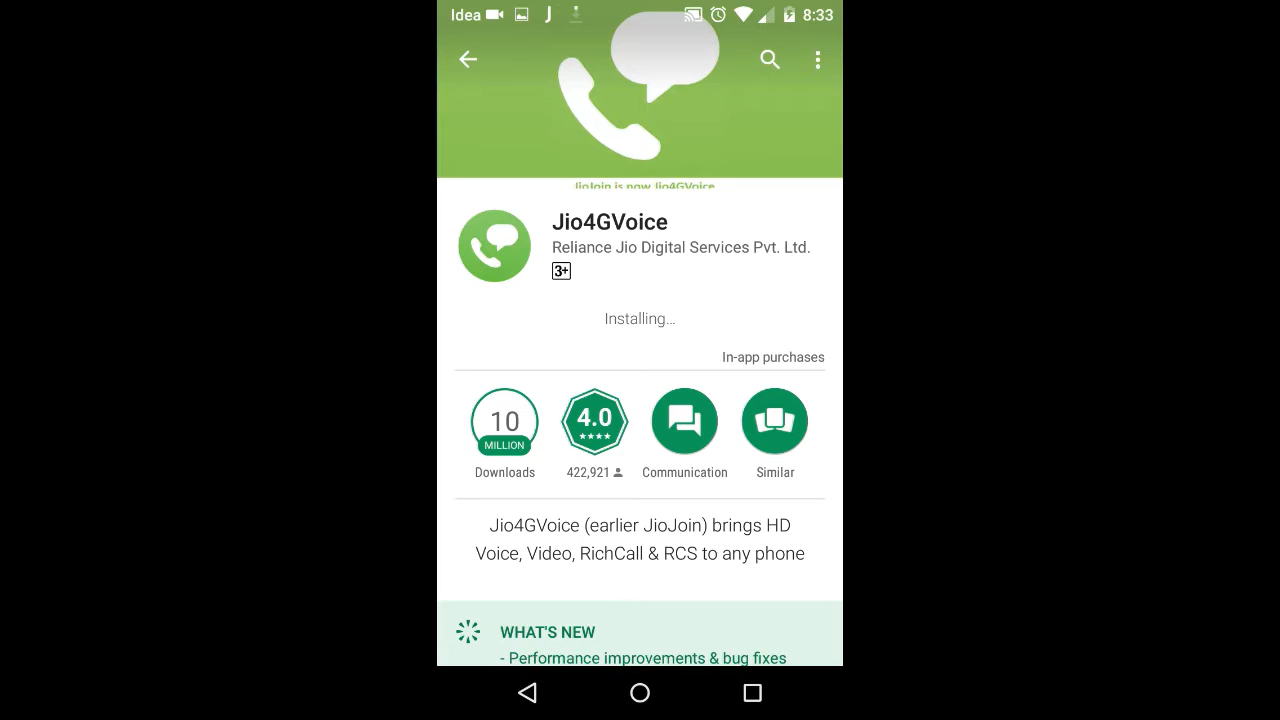 Idea J 8:33
JioJoin is now Jio4GVoice
Jio4GVoice
Reliance Jio Digital Services Pvt. Ltd.
3+
Installing...
In-app purchases
10
MILLION
4.0
Downloads 422,921 Communication Similar
Jio4GVoice (earlier JioJoin) brings HD
Voice, Video, RichCall & RCS to any phone
WHAT'S NEW
- Performance improvements & bug fixes